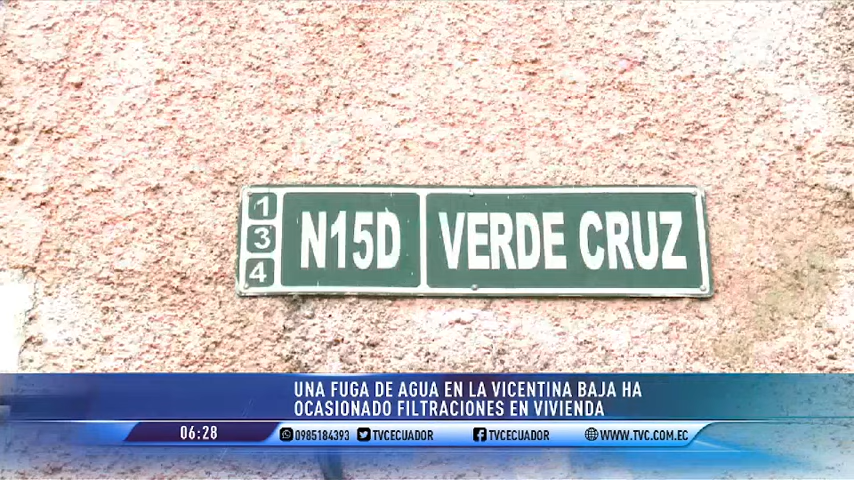 1
3
4
N15D
VERDE CRUZ
UNA FUGA DE AGUA EN LA VICENTINA BAJA HA
OCASIONADO FILTRACIONES EN VIVIENDA
06:28
0985184393
TVCECUADOR
TVCECUADOR
WWW.TVC.COM.EC